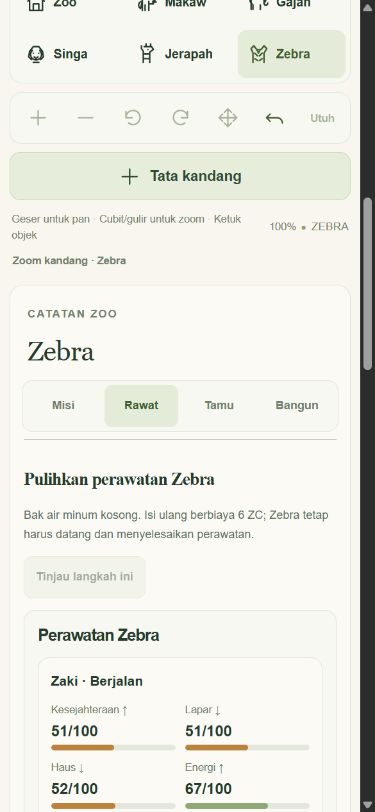 Zoo Makaw Gajah
Singa Jerapah Zebra
Utuh
Tata kandang
Geser untuk pan · Cubit/gulir untuk zoom · Ketuk
objek
100% • ZEBRA
Zoom kandang · Zebra
CATATAN ZOO
Zebra
Misi Rawat Tamu Bangun
Pulihkan perawatan Zebra
Bak air minum kosong. Isi ulang berbiaya 6 ZC; Zebra tetap
harus datang dan menyelesaikan perawatan.
Tinjau langkah ini
Perawatan Zebra
Zaki · Berjalan
Kesejahteraan ↑ Lapar ↓
51/100 51/100
Haus ↓ Energi ↑
52/100 67/100